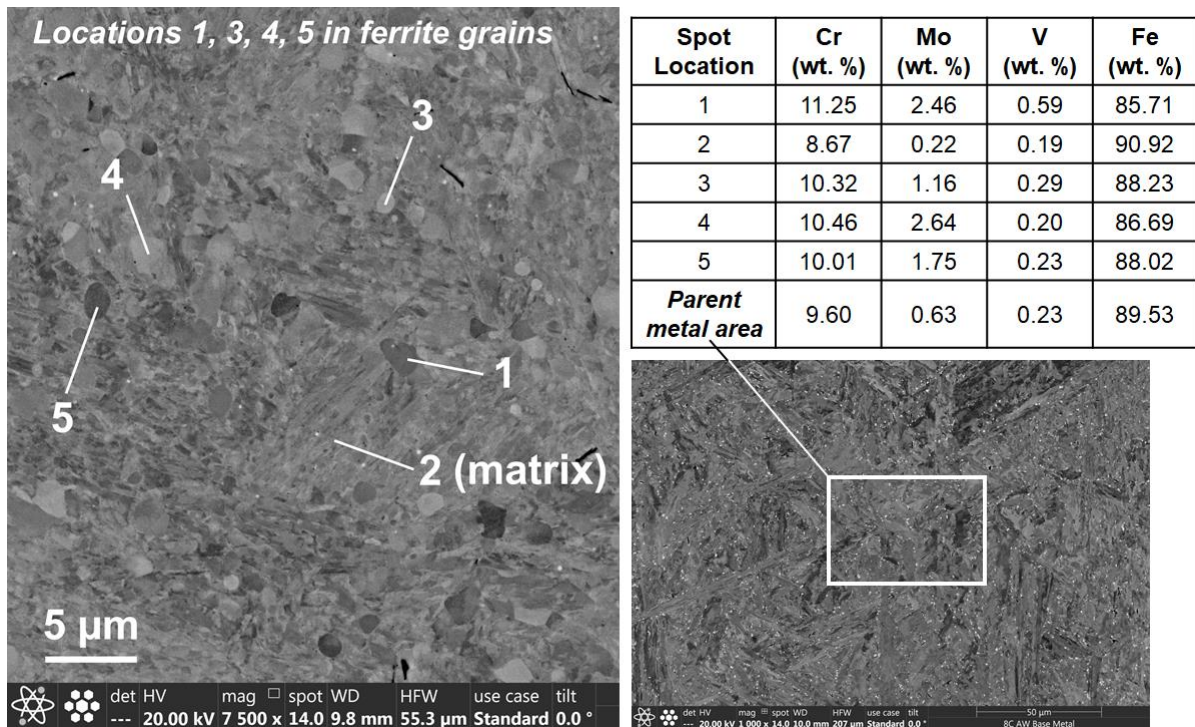 Locations 1, 3, 4, 5 in ferrite grains
3
4
1
5
2 (matrix)
5 µm
det HV mag □ spot WD HFW use case tilt
--- 20.00 kV 7 500 x 14.0 9.8 mm 55.3 µm Standard 0.0 °
Spot Location Cr (wt. %) Mo (wt. %) V (wt. %) Fe (wt. %)
1 11.25 2.46 0.59 85.71
2 8.67 0.22 0.19 90.92
3 10.32 1.16 0.29 88.23
4 10.46 2.64 0.20 86.69
5 10.01 1.75 0.23 88.02
Parent metal area 9.60 0.63 0.23 89.53
det HV mag □ spot WD HFW use case tilt 50 µm
--- 20.00 kV 1 000 x 14.0 10.0 mm 207 µm Standard 0.0 ° 8C AW Base Metal